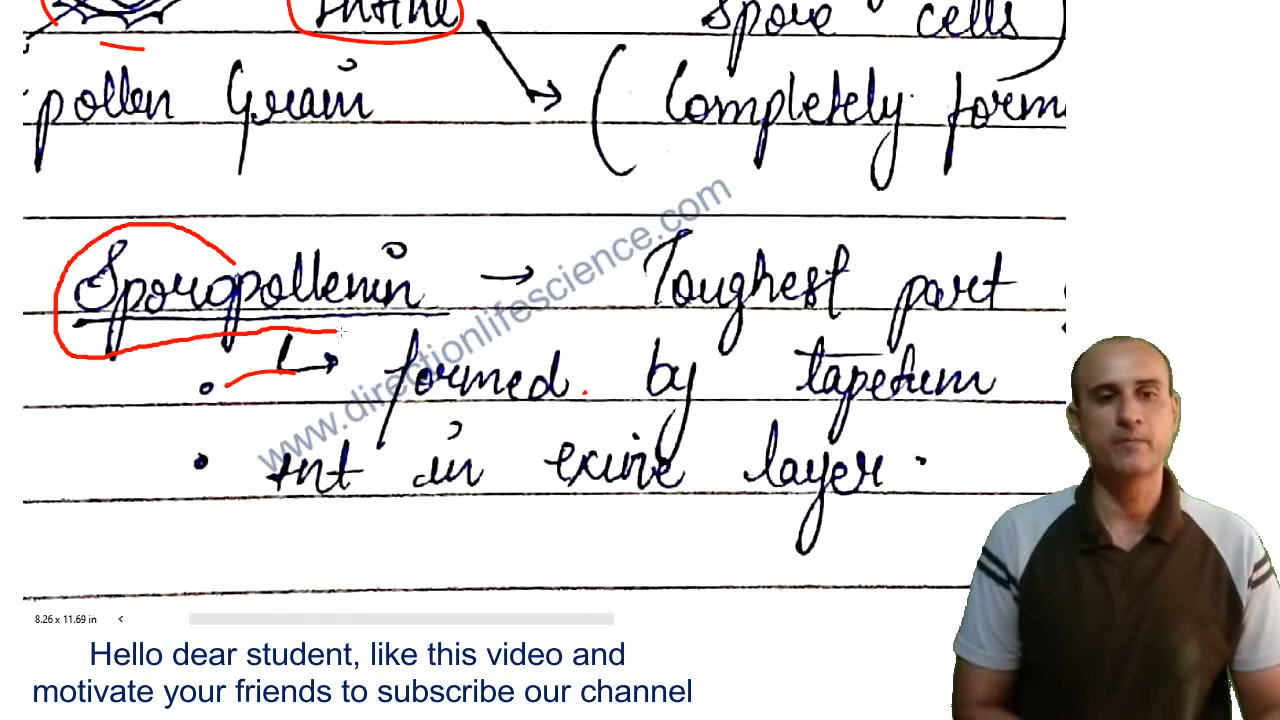 Intine Spore cells
pollen Grain → ( Completely form
Sporopollenin → Toughest part
• ↳ formed by tapetum
• in exine layer.
www.directionlifescience.com
8.26 x 11.69 in
Hello dear student, like this video and
motivate your friends to subscribe our channel